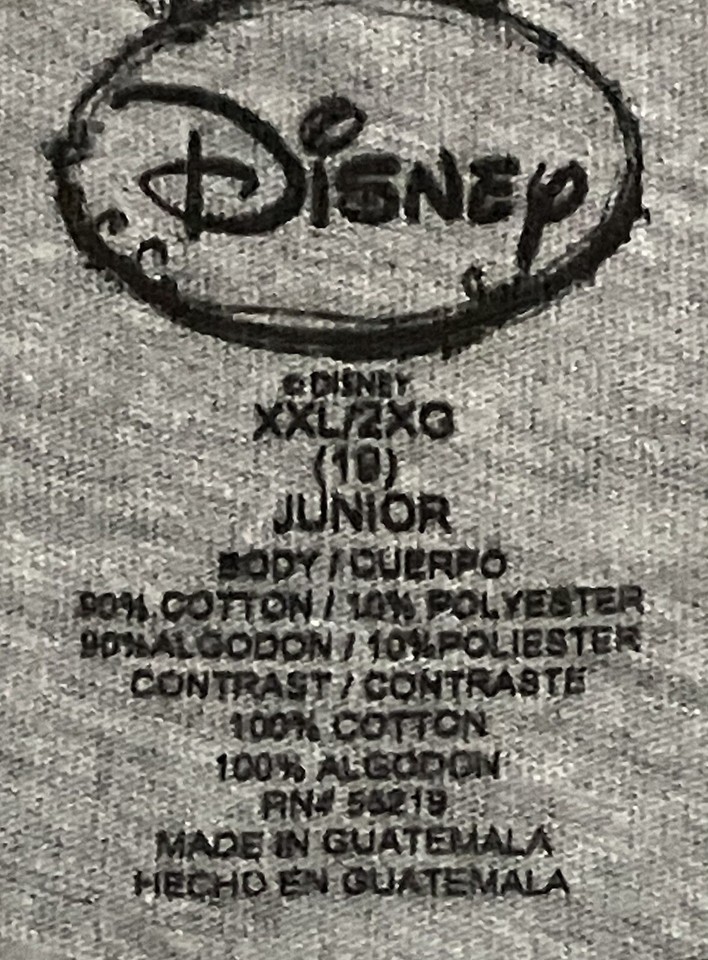 Disney
© DISNEY
XXL/2XG
(19)
JUNIOR
BODY / CUERPO
90% COTTON / 10% POLYESTER
90%ALGODON / 10%POLIESTER
CONTRAST / CONTRASTE
100% COTTON
100% ALGODON
RN#
MADE IN GUATEMALA
HECHO EN GUATEMALA